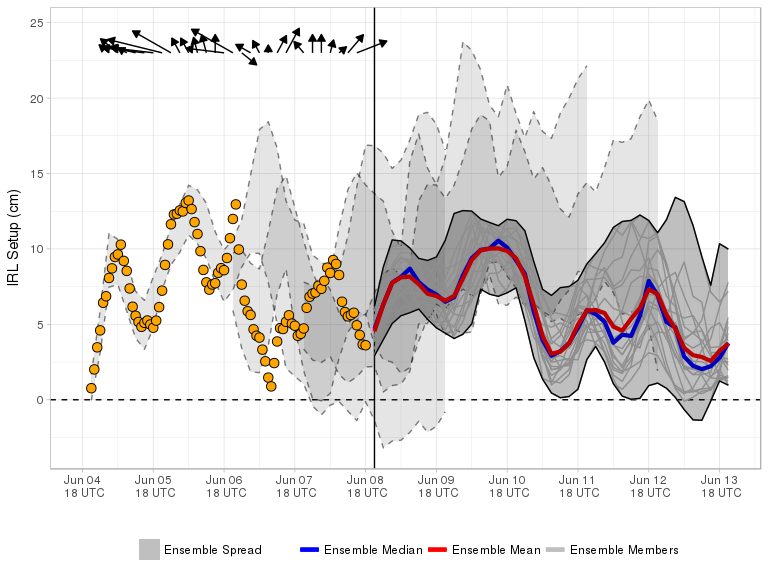 25
20
15
10
5
0
IRL Setup (cm)
Jun 04 18 UTC
Jun 05 18 UTC
Jun 06 18 UTC
Jun 07 18 UTC
Jun 08 18 UTC
Jun 09 18 UTC
Jun 10 18 UTC
Jun 11 18 UTC
Jun 12 18 UTC
Jun 13 18 UTC
Ensemble Spread
Ensemble Median
Ensemble Mean
Ensemble Members